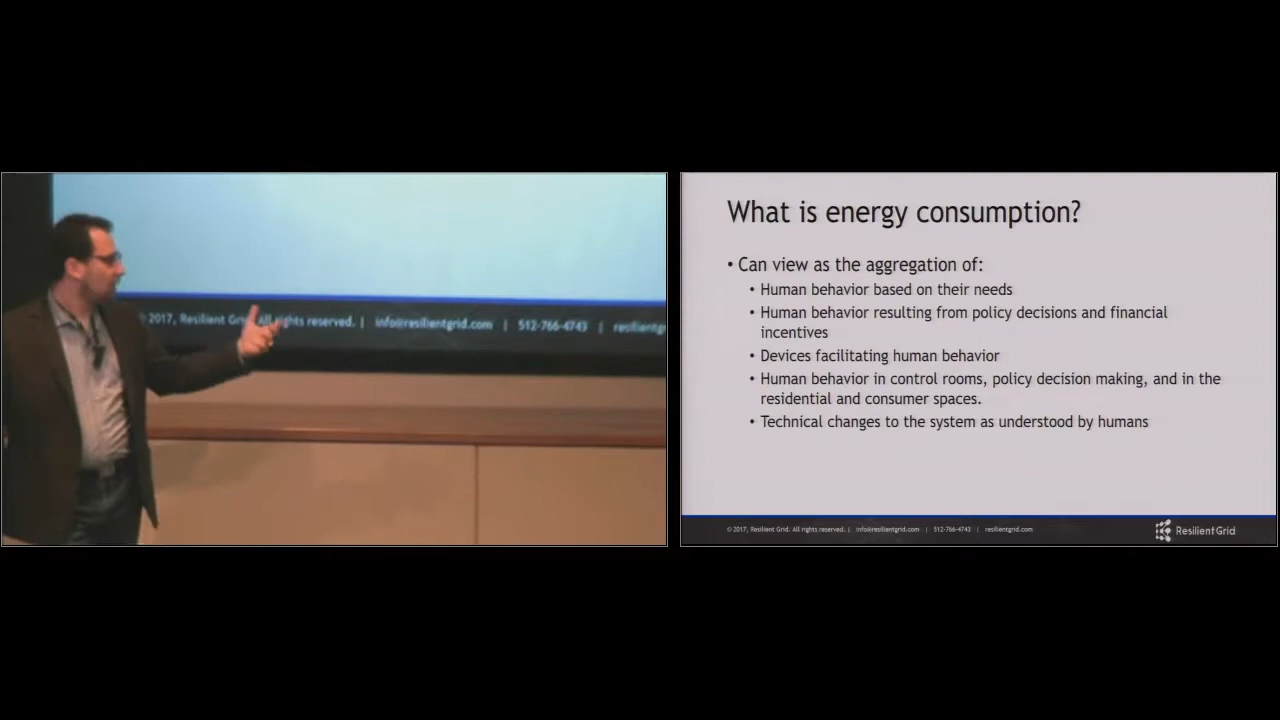 © 2017, Resilient Grid. All rights reserved. | info@resilientgrid.com | 512-766-4743 | resilientg
What is energy consumption?
• Can view as the aggregation of:
• Human behavior based on their needs
• Human behavior resulting from policy decisions and financial
incentives
• Devices facilitating human behavior
• Human behavior in control rooms, policy decision making, and in the
residential and consumer spaces.
• Technical changes to the system as understood by humans
© 2017, Resilient Grid. All rights reserved. | info@resilientgrid.com | 512-766-4743 | resilientgrid.com
ResilientGrid